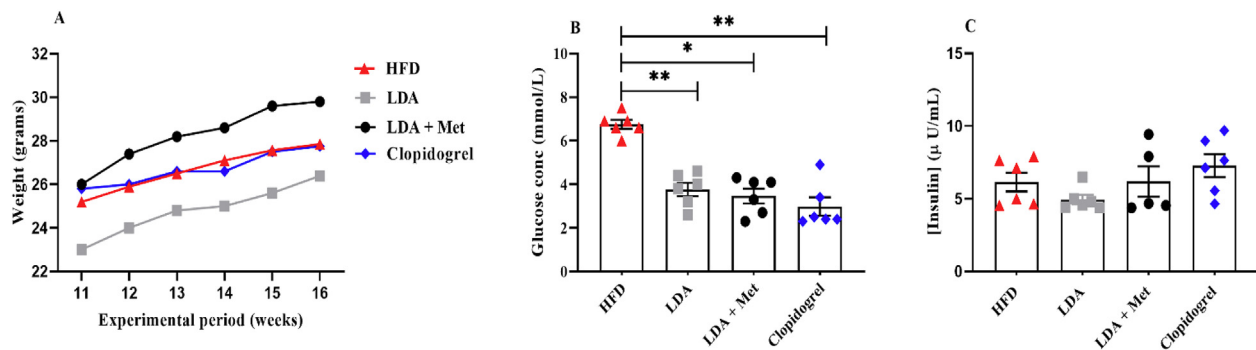 A
Weight (grams)
32
30
28
26
24
22
11 12 13 14 15 16
Experimental period (weeks)
HFD
LDA
LDA + Met
Clopidogrel
B
**
*
**
Glucose conc (mmol/L)
8
6
4
2
0
HFD
LDA
LDA + Met
Clopidogrel
C
[Insulin] (µ U/mL)
15
10
5
0
HFD
LDA
LDA + Met
Clopidogrel